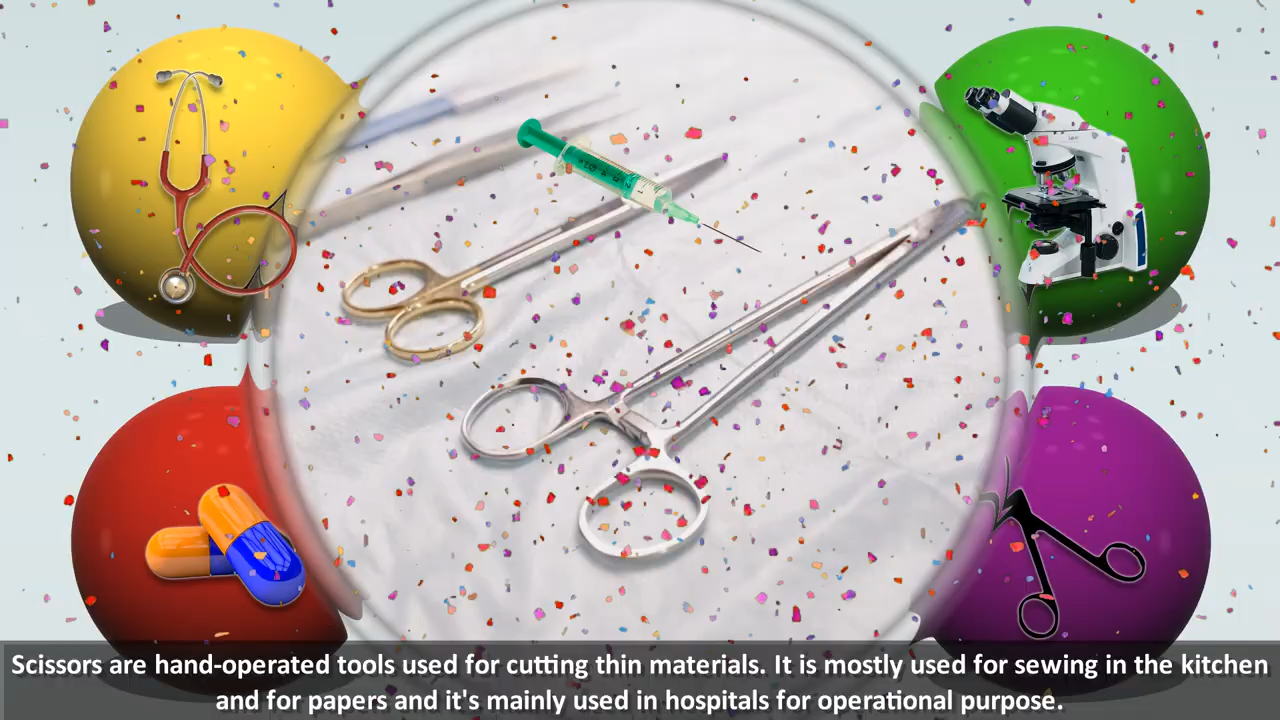 Scissors are hand-operated tools used for cutting thin materials. It is mostly used for sewing in the kitchen
and for papers and it's mainly used in hospitals for operational purpose.